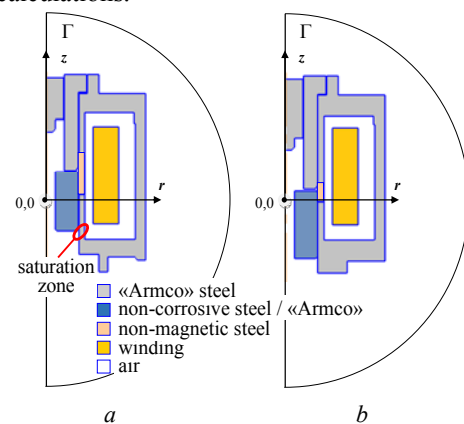 calculations.
Γ
z
r
0,0
saturation
zone
Γ
z
r
0,0
«Armco» steel
non-corrosive steel / «Armco»
non-magnetic steel
winding
air
a
b